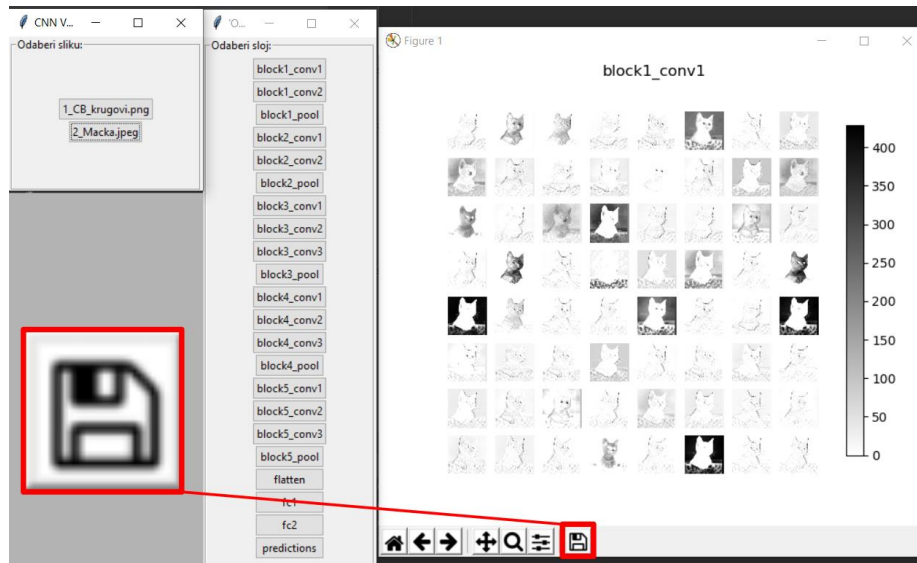 CNN V...
Odaberi sliku:
1_CB_krugovi.png
2_Macka.jpeg
'O...
Odaberi sloj:
block1_conv1
block1_conv2
block1_pool
block2_conv1
block2_conv2
block2_pool
block3_conv1
block3_conv2
block3_conv3
block3_pool
block4_conv1
block4_conv2
block4_conv3
block4_pool
block5_conv1
block5_conv2
block5_conv3
block5_pool
flatten
fc1
fc2
predictions
Figure 1
block1_conv1
400
350
300
250
200
150
100
50
0